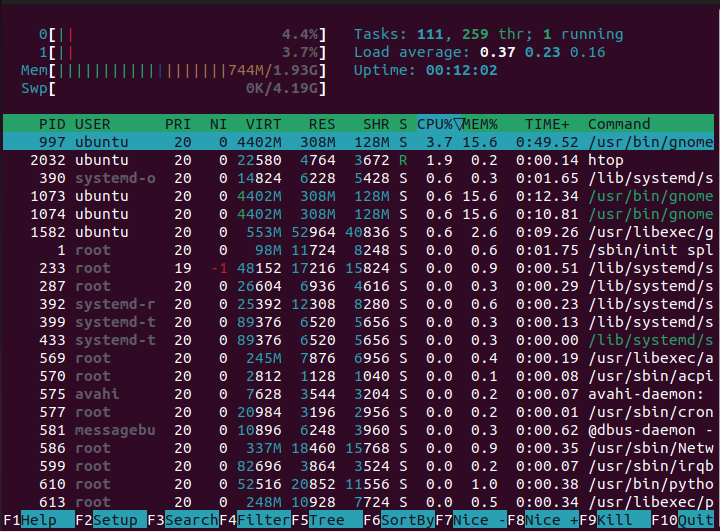 0[|| 4.4%] Tasks: 111, 259 thr; 1 running
1[|| 3.7%] Load average: 0.37 0.23 0.16
Mem[||||||||||||||||||||744M/1.93G] Uptime: 00:12:02
Swp[ 0K/4.19G]
PID USER PRI NI VIRT RES SHR S CPU%▽MEM% TIME+ Command
997 ubuntu 20 0 4402M 308M 128M S 3.7 15.6 0:49.52 /usr/bin/gnome
2032 ubuntu 20 0 22580 4764 3672 R 1.9 0.2 0:00.14 htop
390 systemd-o 20 0 14824 6228 5428 S 0.6 0.3 0:01.65 /lib/systemd/s
1073 ubuntu 20 0 4402M 308M 128M S 0.6 15.6 0:12.34 /usr/bin/gnome
1074 ubuntu 20 0 4402M 308M 128M S 0.6 15.6 0:10.81 /usr/bin/gnome
1582 ubuntu 20 0 553M 52964 40836 S 0.6 2.6 0:09.26 /usr/libexec/g
1 root 20 0 98M 11724 8248 S 0.0 0.6 0:01.75 /sbin/init spl
233 root 19 -1 48152 17216 15824 S 0.0 0.9 0:00.51 /lib/systemd/s
287 root 20 0 26604 6936 4616 S 0.0 0.3 0:00.29 /lib/systemd/s
392 systemd-r 20 0 25392 12308 8280 S 0.0 0.6 0:00.23 /lib/systemd/s
399 systemd-t 20 0 89376 6520 5656 S 0.0 0.3 0:00.13 /lib/systemd/s
433 systemd-t 20 0 89376 6520 5656 S 0.0 0.3 0:00.00 /lib/systemd/s
569 root 20 0 245M 7876 6956 S 0.0 0.4 0:00.19 /usr/libexec/a
570 root 20 0 2812 1128 1040 S 0.0 0.1 0:00.08 /usr/sbin/acpi
575 avahi 20 0 7628 3544 3204 S 0.0 0.2 0:00.07 avahi-daemon:
577 root 20 0 20984 3196 2956 S 0.0 0.2 0:00.01 /usr/sbin/cron
581 messagebu 20 0 10896 6248 3960 S 0.0 0.3 0:00.62 @dbus-daemon -
586 root 20 0 337M 18460 15768 S 0.0 0.9 0:00.35 /usr/sbin/Netw
599 root 20 0 82696 3864 3524 S 0.0 0.2 0:00.07 /usr/sbin/irqb
610 root 20 0 52516 20852 11556 S 0.0 1.0 0:00.38 /usr/bin/pytho
613 root 20 0 248M 10928 7724 S 0.0 0.5 0:00.34 /usr/libexec/p
F1Help F2Setup F3SearchF4FilterF5Tree F6SortByF7Nice -F8Nice +F9Kill F10Quit